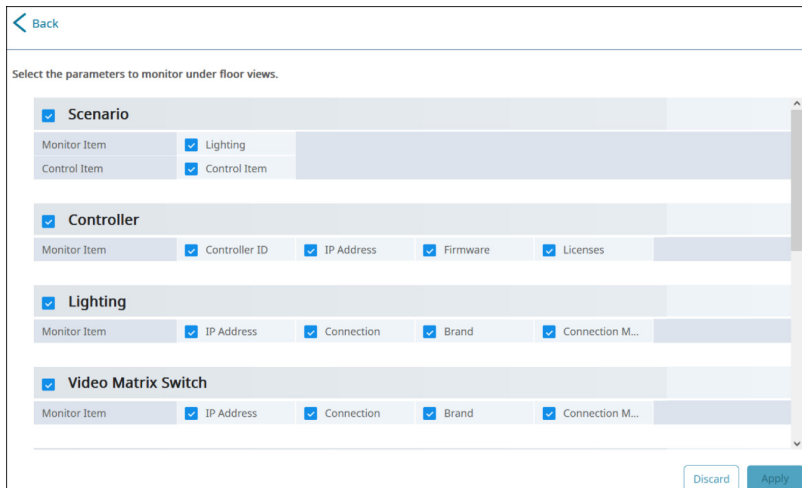 Back
Select the parameters to monitor under floor views.
Scenario
Monitor Item Lighting
Control Item Control Item
Controller
Monitor Item Controller ID IP Address Firmware Licenses
Lighting
Monitor Item IP Address Connection Brand Connection M...
Video Matrix Switch
Monitor Item IP Address Connection Brand Connection M...
Discard Apply